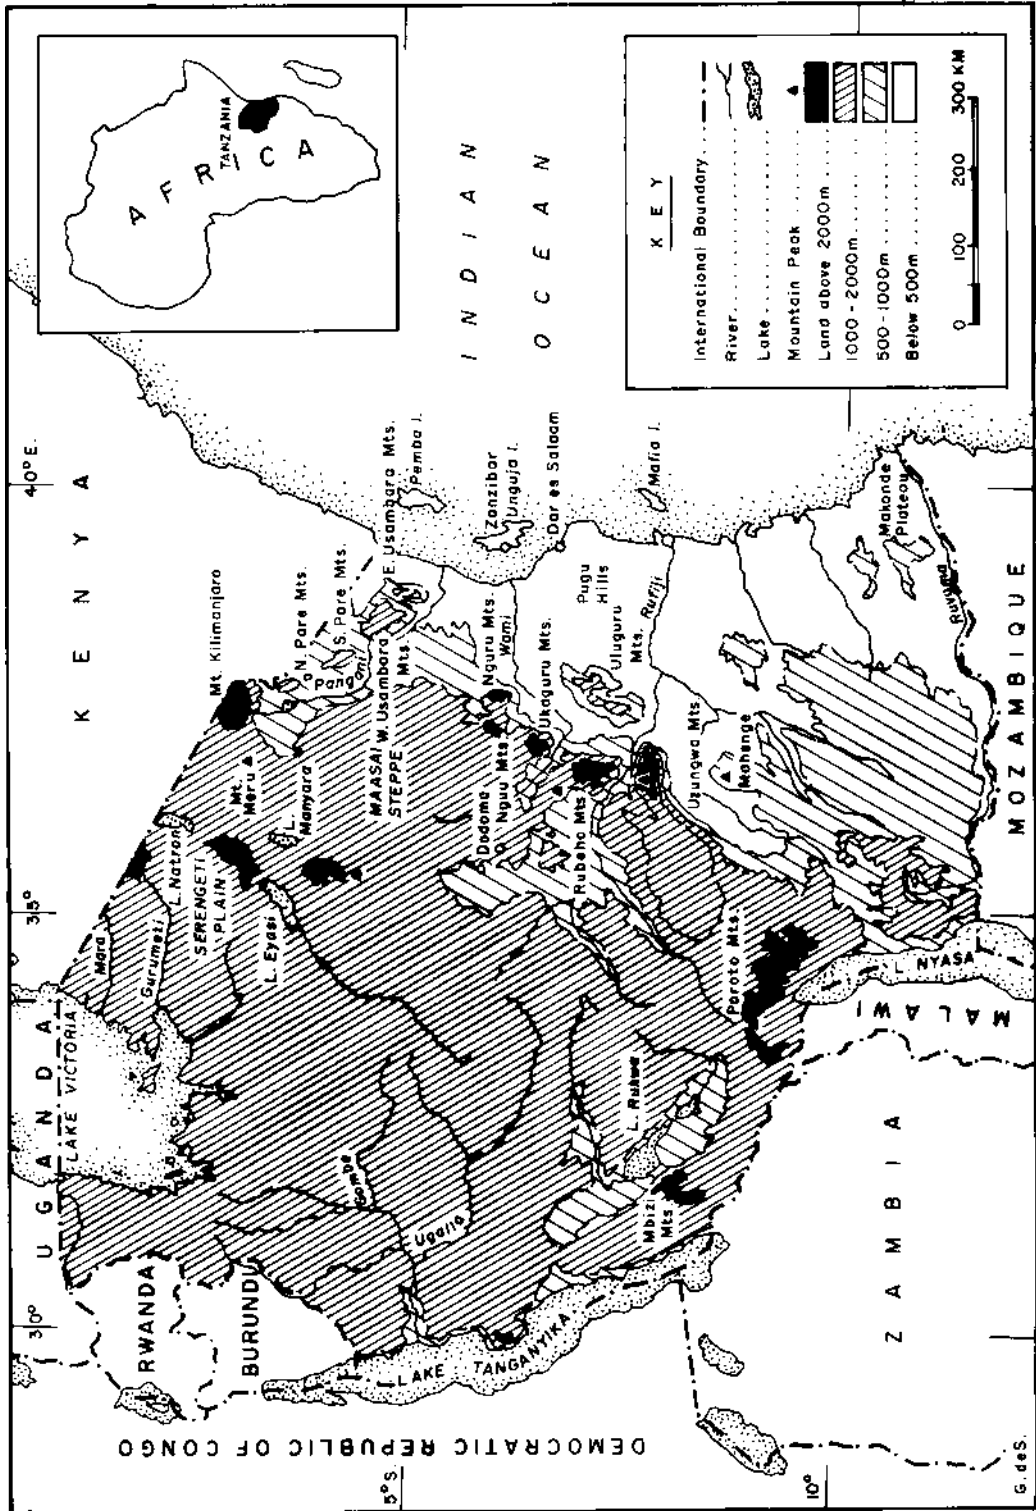 40°E.
35°
30°
K E N Y A
UGANDA
LAKE VICTORIA
RWANDA
BURUNDI
DEMOCRATIC REPUBLIC OF CONGO
Mara
Gurumeti
L. Natron
SERENGETI
PLAIN
L. Eyasi
Mt.
Meru
L.
Manyara
Mt. Kilimanjaro
N. Pare Mts.
S. Pare Mts.
Pangani
MAASAI
STEPPE
W. Usambara
Mts.
E. Usambara Mts.
Pemba I.
Zanzibar
Unguja I.
Dar es Salaam
Mafia I.
Nguru Mts.
Wami
Ukaguru Mts.
Nguu Mts.
Dodoma
Rubeho Mts
Pugu
Hills
Uluguru
Mts.
Rufiji
Uzungwa Mts.
Mahenge
Makonde
Plateau
Ruvuma
MOZAMBIQUE
Gombe
Ugalla
LAKE TANGANYIKA
L. Rukwa
Mbizi
Mts.
Poroto Mts.
L. NYASA
MALAWI
Z A M B I A
5°S.
10°
G.deS.
INDIAN
OCEAN
TANZANIA
AFRICA
KEY
International Boundary
River
Lake
Mountain Peak
Land above 2000m
1000-2000m
500-1000m
Below 500m
0 100 200 300 KM